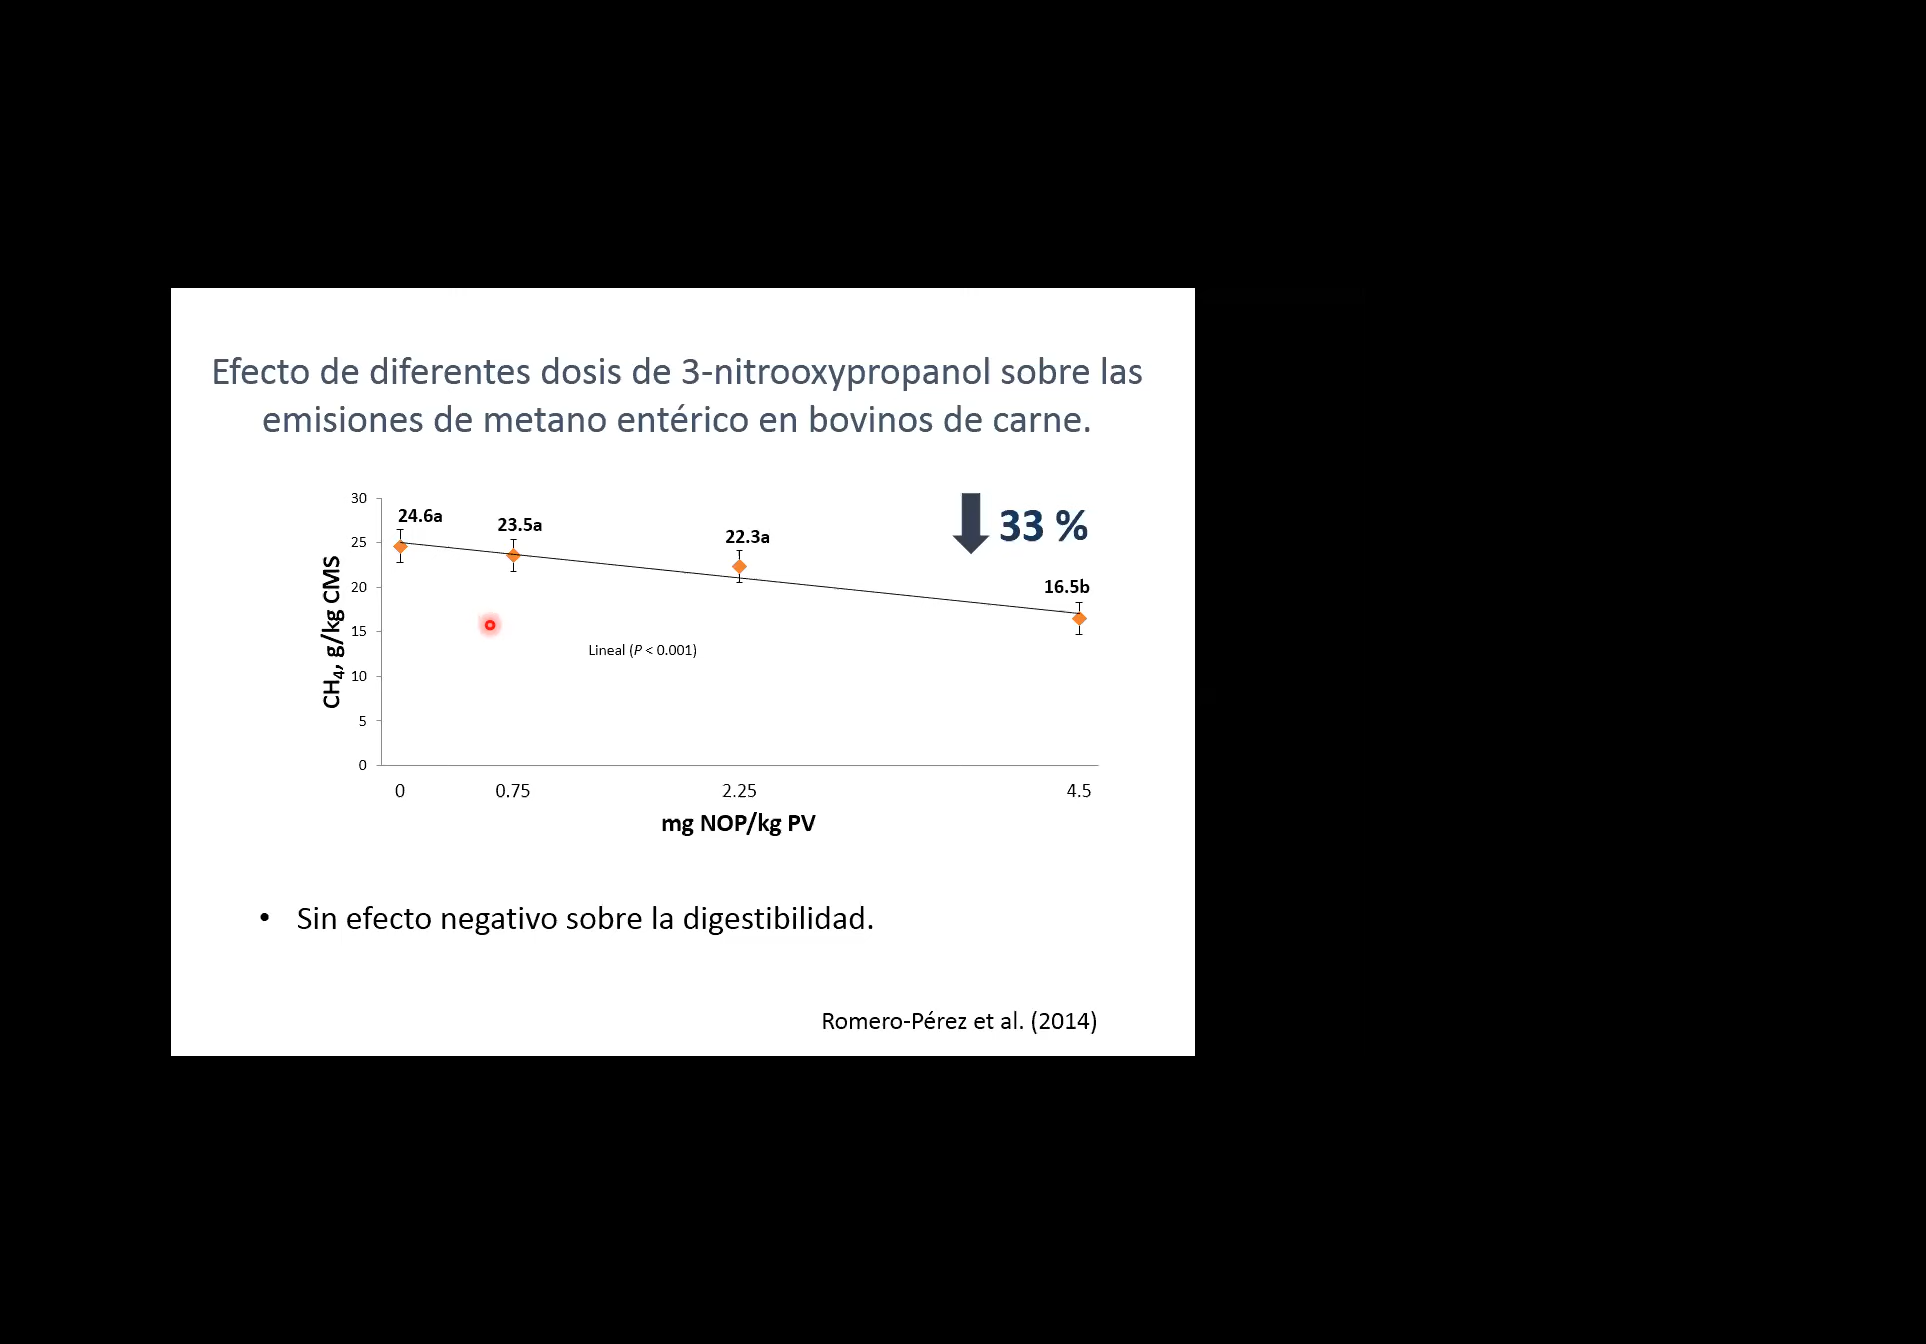 Efecto de diferentes dosis de 3-nitrooxypropanol sobre las
emisiones de metano entérico en bovinos de carne.
30
25
20
15
10
5
0
CH4, g/kg CMS
24.6a
23.5a
22.3a
16.5b
33 %
Lineal (P < 0.001)
0 0.75 2.25 4.5
mg NOP/kg PV
• Sin efecto negativo sobre la digestibilidad.
Romero-Pérez et al. (2014)